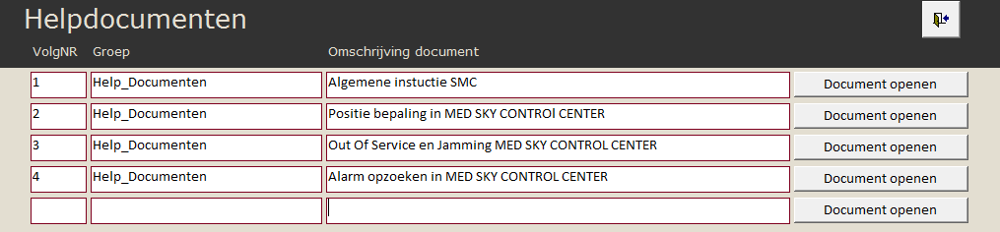 Helpdocumenten
VolgNR Groep Omschrijving document
1 Help_Documenten Algemene instuctie SMC Document openen
2 Help_Documenten Positie bepaling in MED SKY CONTROl CENTER Document openen
3 Help_Documenten Out Of Service en Jamming MED SKY CONTROL CENTER Document openen
4 Help_Documenten Alarm opzoeken in MED SKY CONTROL CENTER Document openen
Document openen